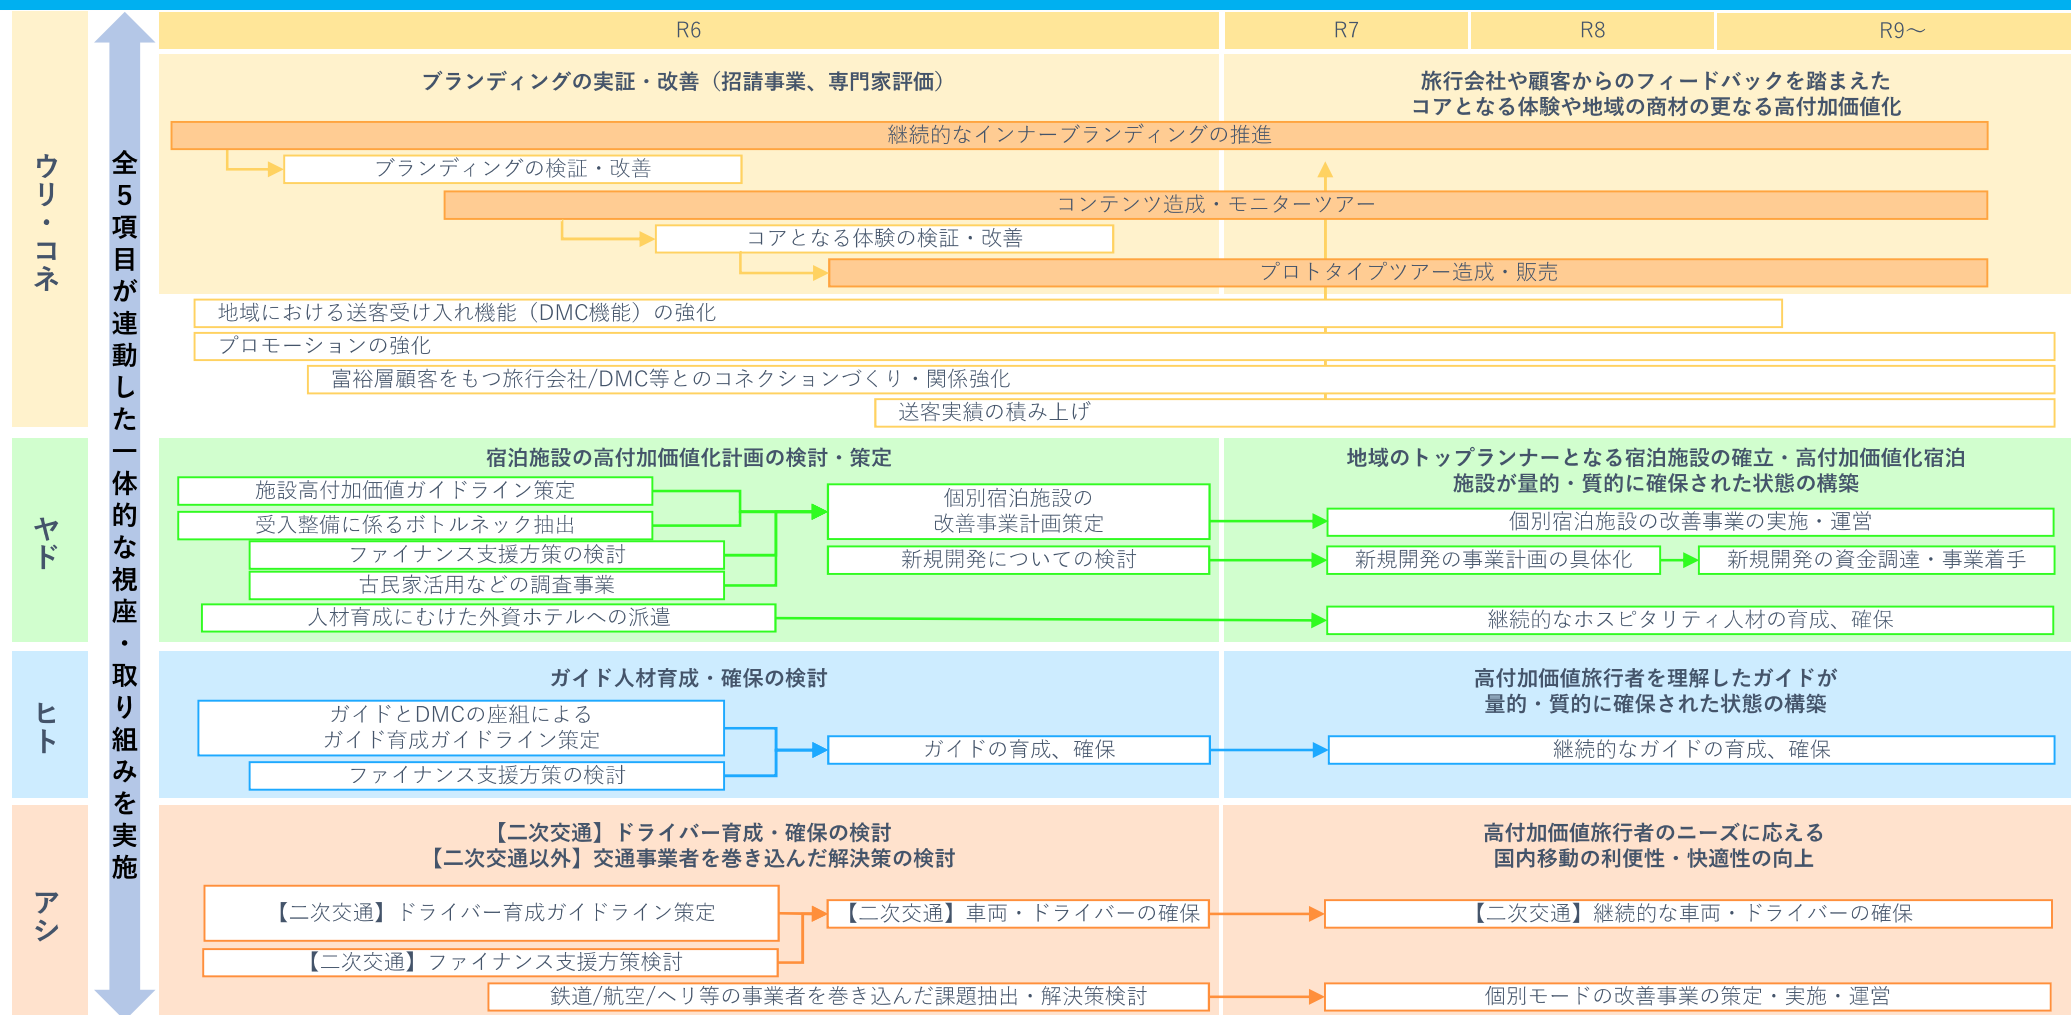 R6
R7
R8
R9～
ウリ・コネ
全5項目が連動した一体的な視座・取り組みを実施
ブランディングの実証・改善（招請事業、専門家評価）
旅行会社や顧客からのフィードバックを踏まえた
コアとなる体験や地域の商材の更なる高付加価値化
継続的なインナーブランディングの推進
ブランディングの検証・改善
コンテンツ造成・モニターツアー
コアとなる体験の検証・改善
プロトタイプツアー造成・販売
地域における送客受け入れ機能（DMC機能）の強化
プロモーションの強化
富裕層顧客をもつ旅行会社/DMC等とのコネクションづくり・関係強化
送客実績の積み上げ
ヤド
宿泊施設の高付加価値化計画の検討・策定
地域のトップランナーとなる宿泊施設の確立・高付加価値化宿泊
施設が量的・質的に確保された状態の構築
施設高付加価値ガイドライン策定
受入整備に係るボトルネック抽出
ファイナンス支援方策の検討
古民家活用などの調査事業
人材育成にむけた外資ホテルへの派遣
個別宿泊施設の
改善事業計画策定
新規開発についての検討
個別宿泊施設の改善事業の実施・運営
新規開発の事業計画の具体化
新規開発の資金調達・事業着手
継続的なホスピタリティ人材の育成、確保
ヒト
ガイド人材育成・確保の検討
高付加価値旅行者を理解したガイドが
量的・質的に確保された状態の構築
ガイドとDMCの座組による
ガイド育成ガイドライン策定
ファイナンス支援方策の検討
ガイドの育成、確保
継続的なガイドの育成、確保
アシ
【二次交通】ドライバー育成・確保の検討
【二次交通以外】交通事業者を巻き込んだ解決策の検討
高付加価値旅行者のニーズに応える
国内移動の利便性・快適性の向上
【二次交通】ドライバー育成ガイドライン策定
【二次交通】ファイナンス支援方策検討
【二次交通】車両・ドライバーの確保
【二次交通】継続的な車両・ドライバーの確保
鉄道/航空/ヘリ等の事業者を巻き込んだ課題抽出・解決策検討
個別モードの改善事業の策定・実施・運営